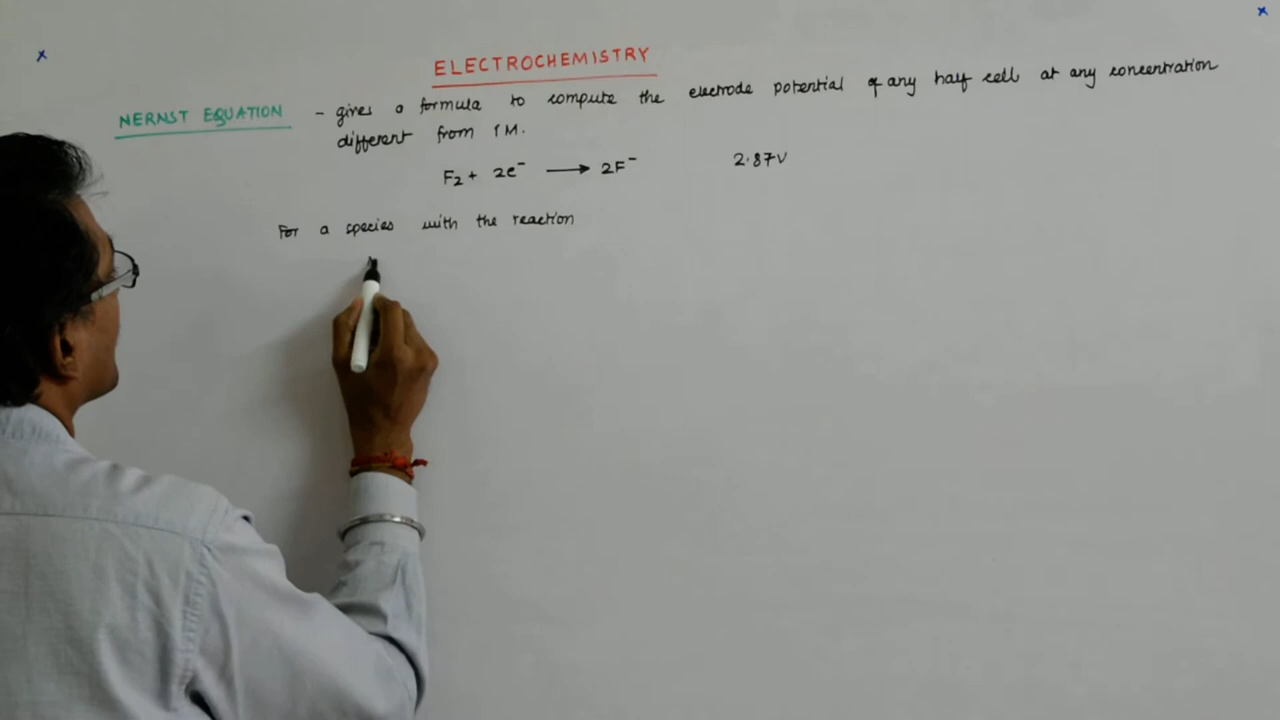 ELECTROCHEMISTRY
NERNST EQUATION - gives a formula to compute the electrode potential of any half cell at any concentration
different from 1M.
F₂ + 2e⁻ ⟶ 2F⁻ 2.87V
For a species with the reaction